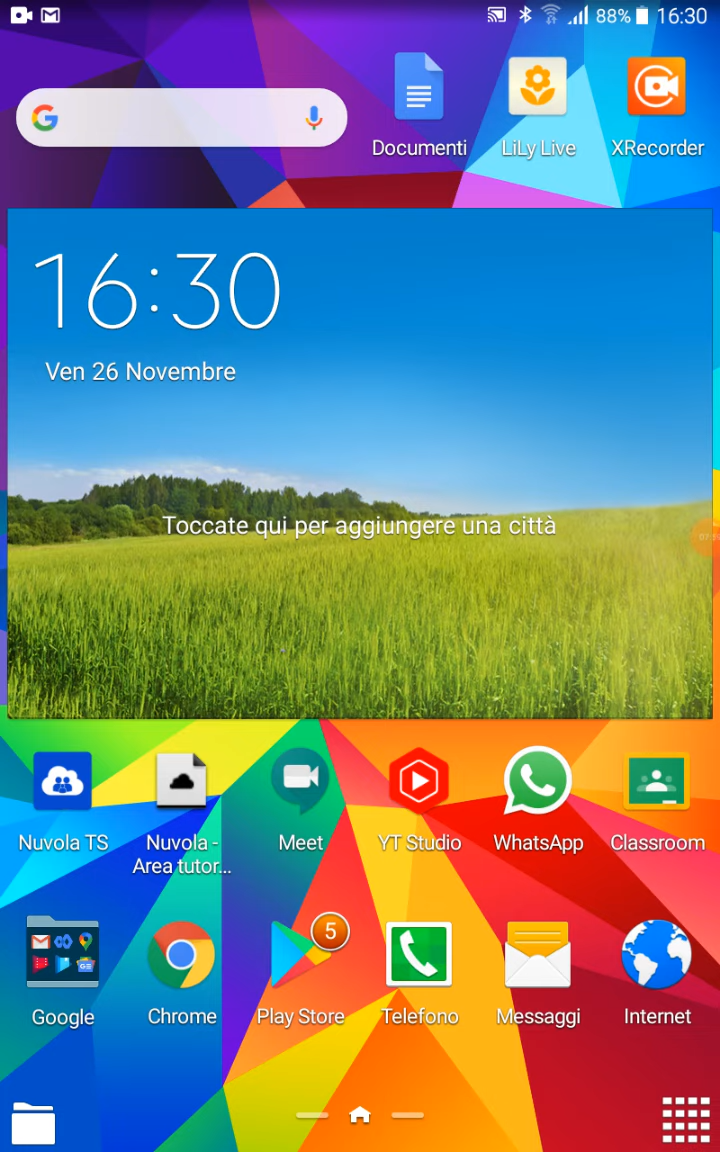 88% 16:30
Documenti
LiLy Live
XRecorder
16:30
Ven 26 Novembre
Toccate qui per aggiungere una città
Nuvola TS
Nuvola -
Area tutor...
Meet
YT Studio
WhatsApp
Classroom
5
Google
Chrome
Play Store
Telefono
Messaggi
Internet